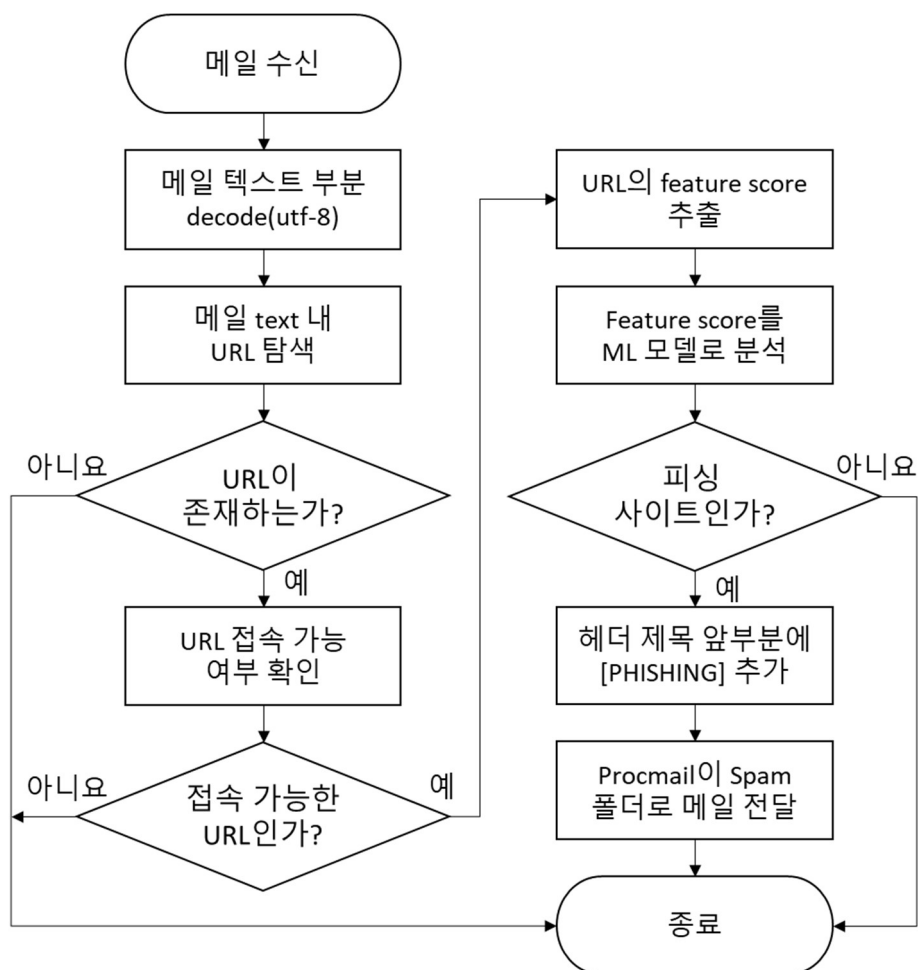 메일 수신
메일 텍스트 부분
decode(utf-8)
메일 text 내
URL 탐색
아니요
URL이
존재하는가?
예
URL 접속 가능
여부 확인
아니요
접속 가능한
URL인가?
예
URL의 feature score
추출
Feature score를
ML 모델로 분석
피싱
사이트인가?
아니요
예
헤더 제목 앞부분에
[PHISHING] 추가
Procmail이 Spam
폴더로 메일 전달
종료